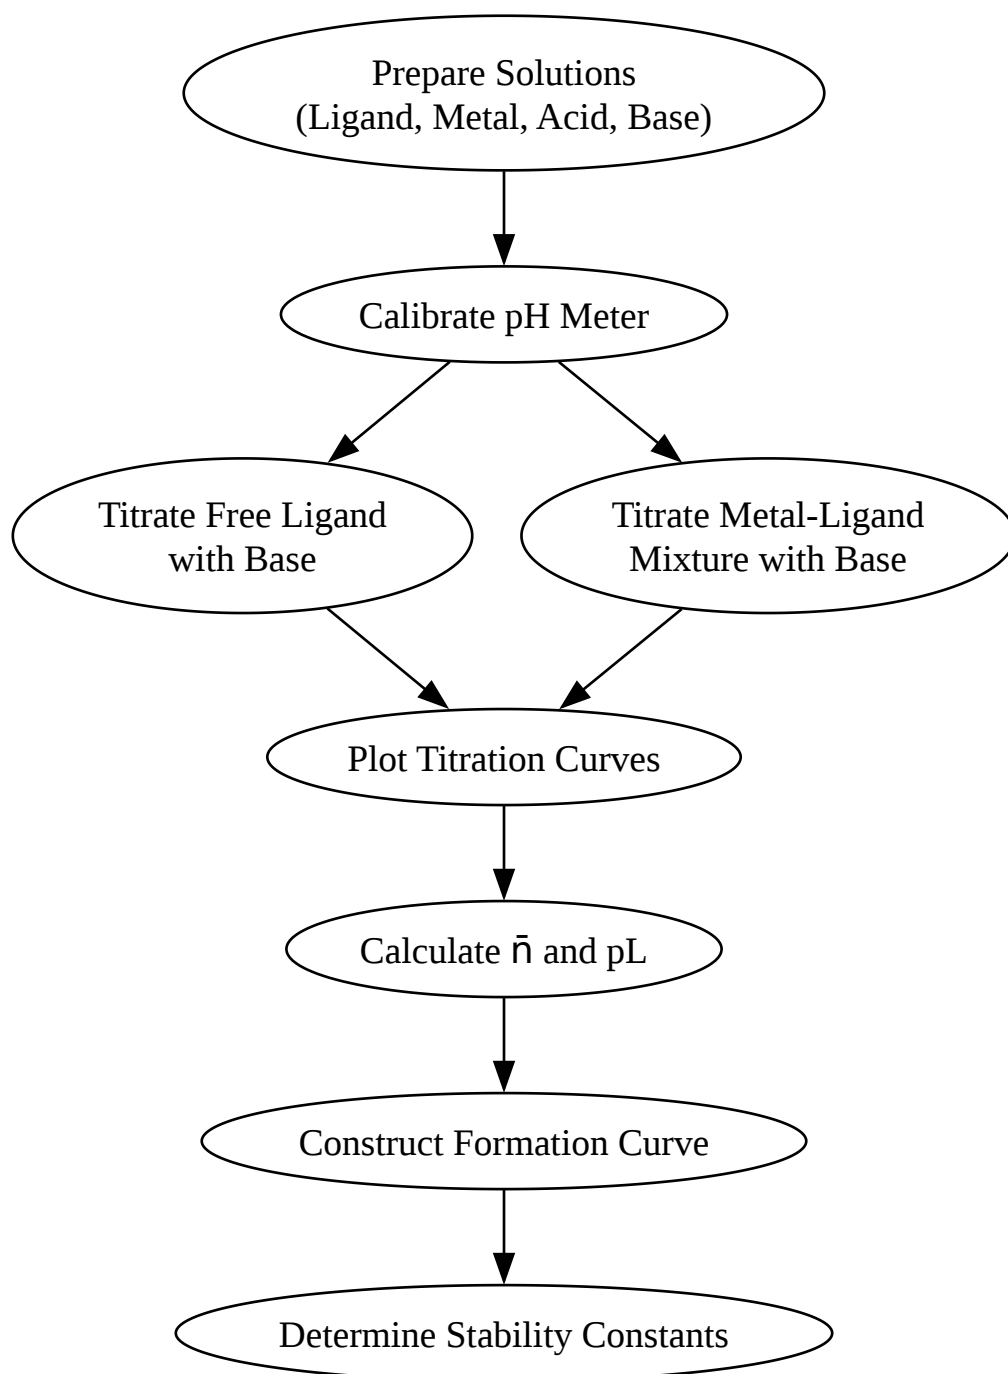 Prepare Solutions
(Ligand, Metal, Acid, Base)
Calibrate pH Meter
Titrate Free Ligand
with Base
Titrate Metal-Ligand
Mixture with Base
Plot Titration Curves
Calculate n̄ and pL
Construct Formation Curve
Determine Stability Constants